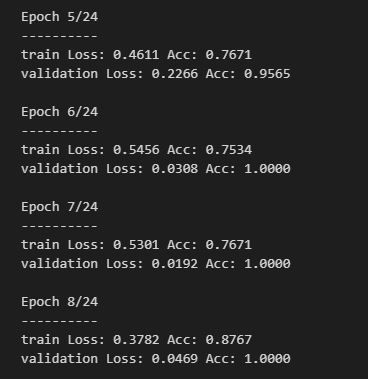 Epoch 5/24
----------
train Loss: 0.4611 Acc: 0.7671
validation Loss: 0.2266 Acc: 0.9565
Epoch 6/24
----------
train Loss: 0.5456 Acc: 0.7534
validation Loss: 0.0308 Acc: 1.0000
Epoch 7/24
----------
train Loss: 0.5301 Acc: 0.7671
validation Loss: 0.0192 Acc: 1.0000
Epoch 8/24
----------
train Loss: 0.3782 Acc: 0.8767
validation Loss: 0.0469 Acc: 1.0000